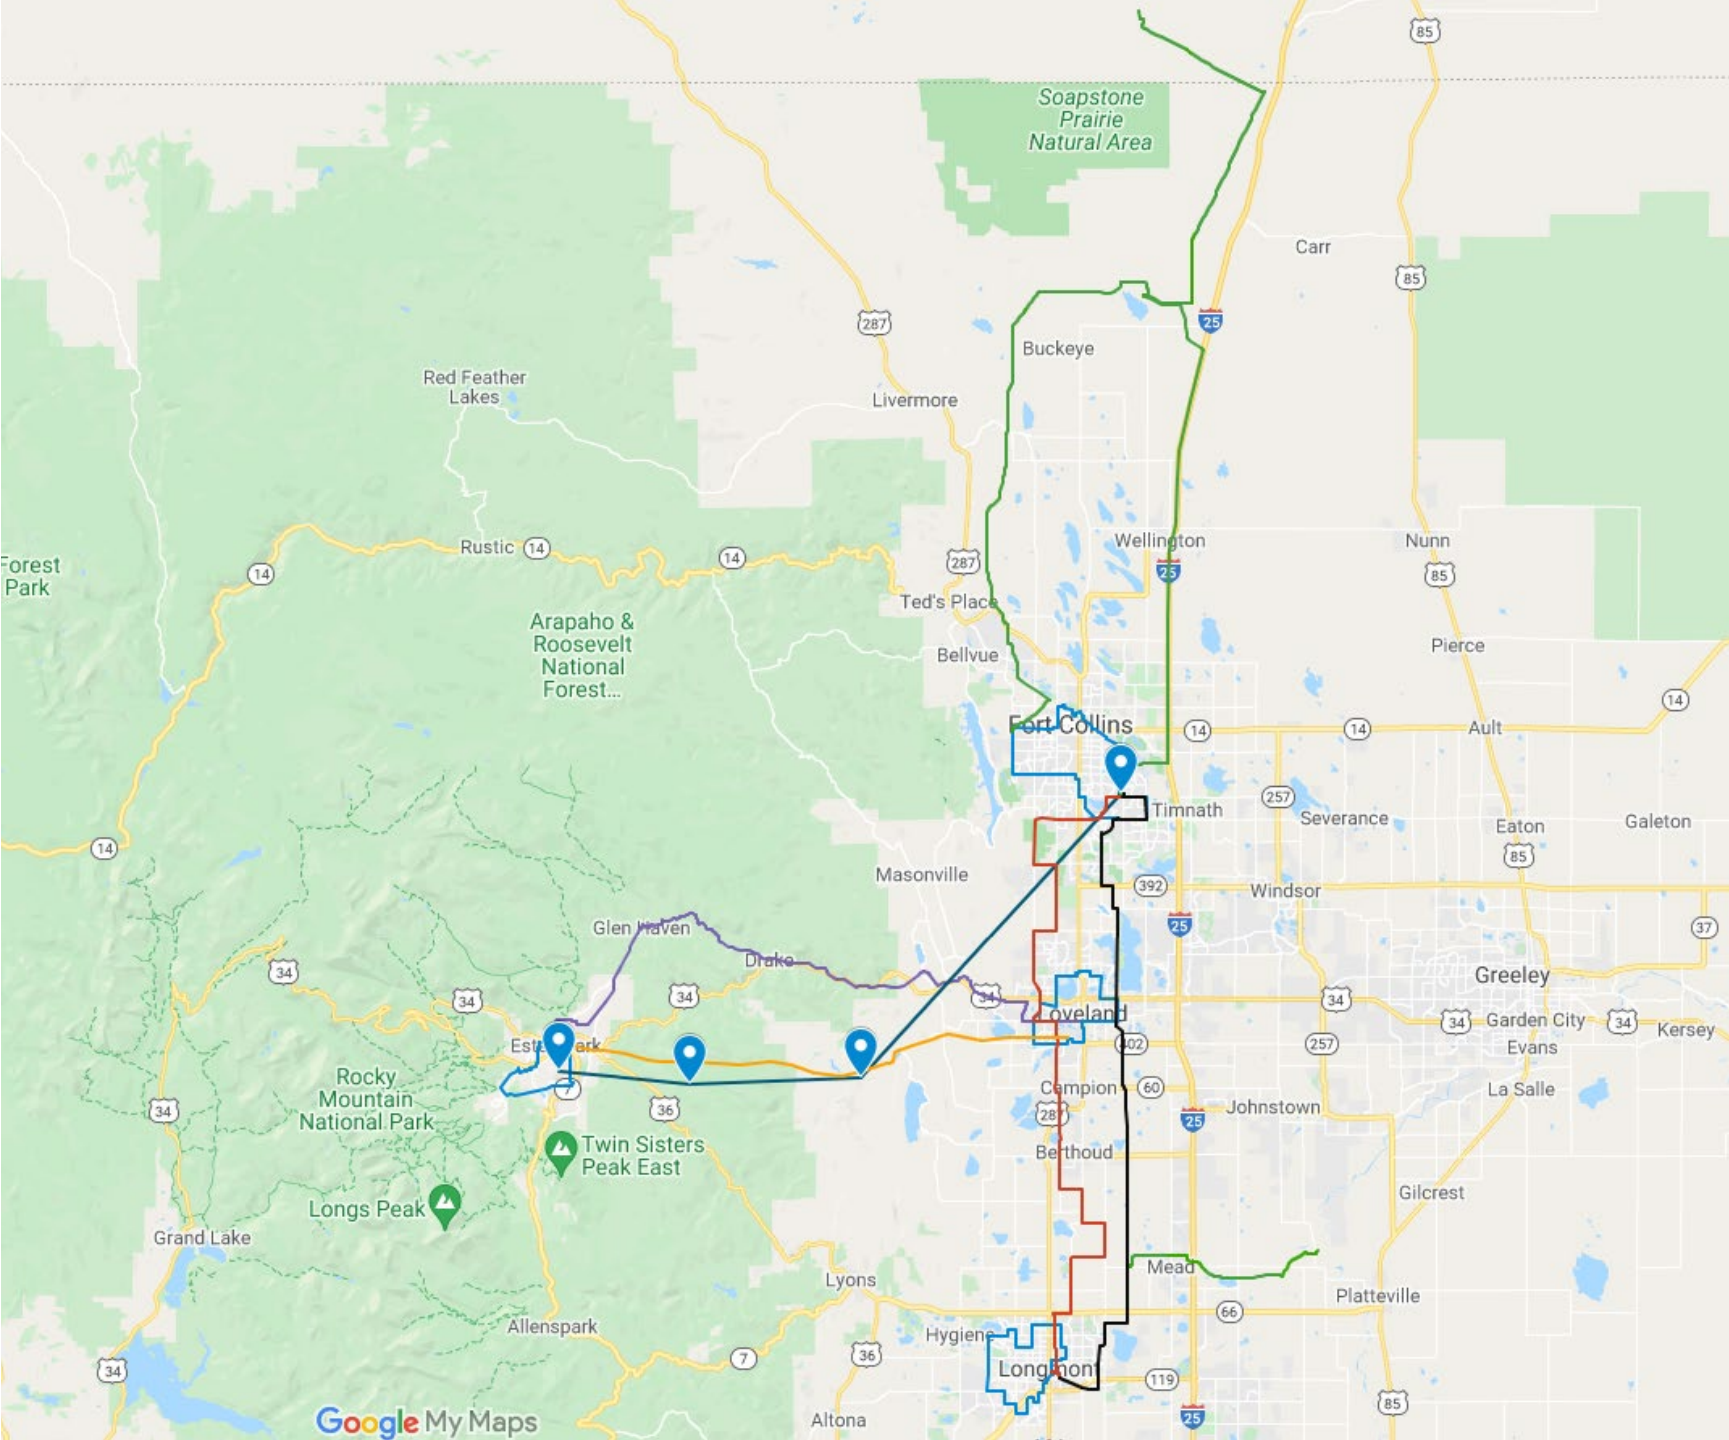 85
Soapstone
Prairie
Natural Area
Carr
85
287
25
Buckeye
Red Feather
Lakes
Livermore
Rustic
14
14
14
Wellington
Nunn
287
25
85
Forest
Park
Ted's Place
Arapaho &
Roosevelt
National
Forest...
Bellvue
Pierce
14
Fort Collins
14
14
Ault
257
Timnath
Severance
Eaton
Galeton
14
85
Masonville
392
Windsor
Glen Haven
25
37
Drake
34
34
34
34
Greeley
34
Loveland
34
Garden City
34
Kersey
Estes Park
402
257
Evans
Rocky
Mountain
National Park
7
Campion
60
La Salle
34
36
287
25
Johnstown
Twin Sisters
Peak East
Berthoud
Longs Peak
Gilcrest
Grand Lake
Mead
Lyons
Platteville
66
Allenspark
Hygiene
34
7
36
Longmont
119
85
Google My Maps
Altona
25